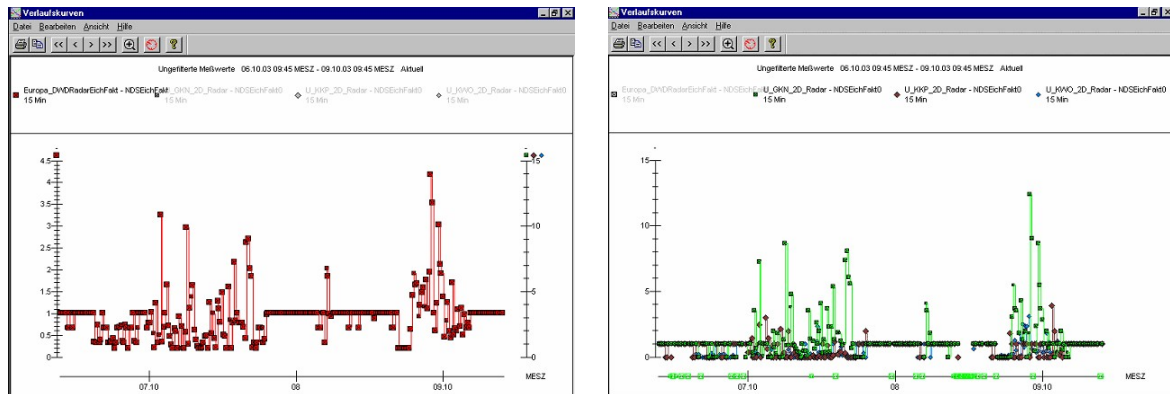 Verlaufskurven
Datei Bearbeiten Ansicht Hilfe
<< < > >> ?
Ungefilterte Meßwerte 06.10.03 09:45 MESZ - 09.10.03 09:45 MESZ Aktuell
Europa_DWDRadarEichFakt - NDSEichFakt U_GKN_2D_Radar - NDSEichFakt0 U_KKP_2D_Radar - NDSEichFakt0 U_KWO_2D_Radar - NDSEichFakt0
15 Min 15 Min 15 Min 15 Min
4.5 15
4
3.5
3 10
2.5
2
1.5 5
1
0.5
0 0
07.10 08 09.10 MESZ
Verlaufskurven
Datei Bearbeiten Ansicht Hilfe
<< < > >> ?
Ungefilterte Meßwerte 06.10.03 09:45 MESZ - 09.10.03 09:45 MESZ Aktuell
Europa_DWDRadarEichFakt - NDSEichFakt U_GKN_2D_Radar - NDSEichFakt0 U_KKP_2D_Radar - NDSEichFakt0 U_KWO_2D_Radar - NDSEichFakt0
15 Min 15 Min 15 Min 15 Min
15
10
5
0
07.10 08 09.10 MESZ